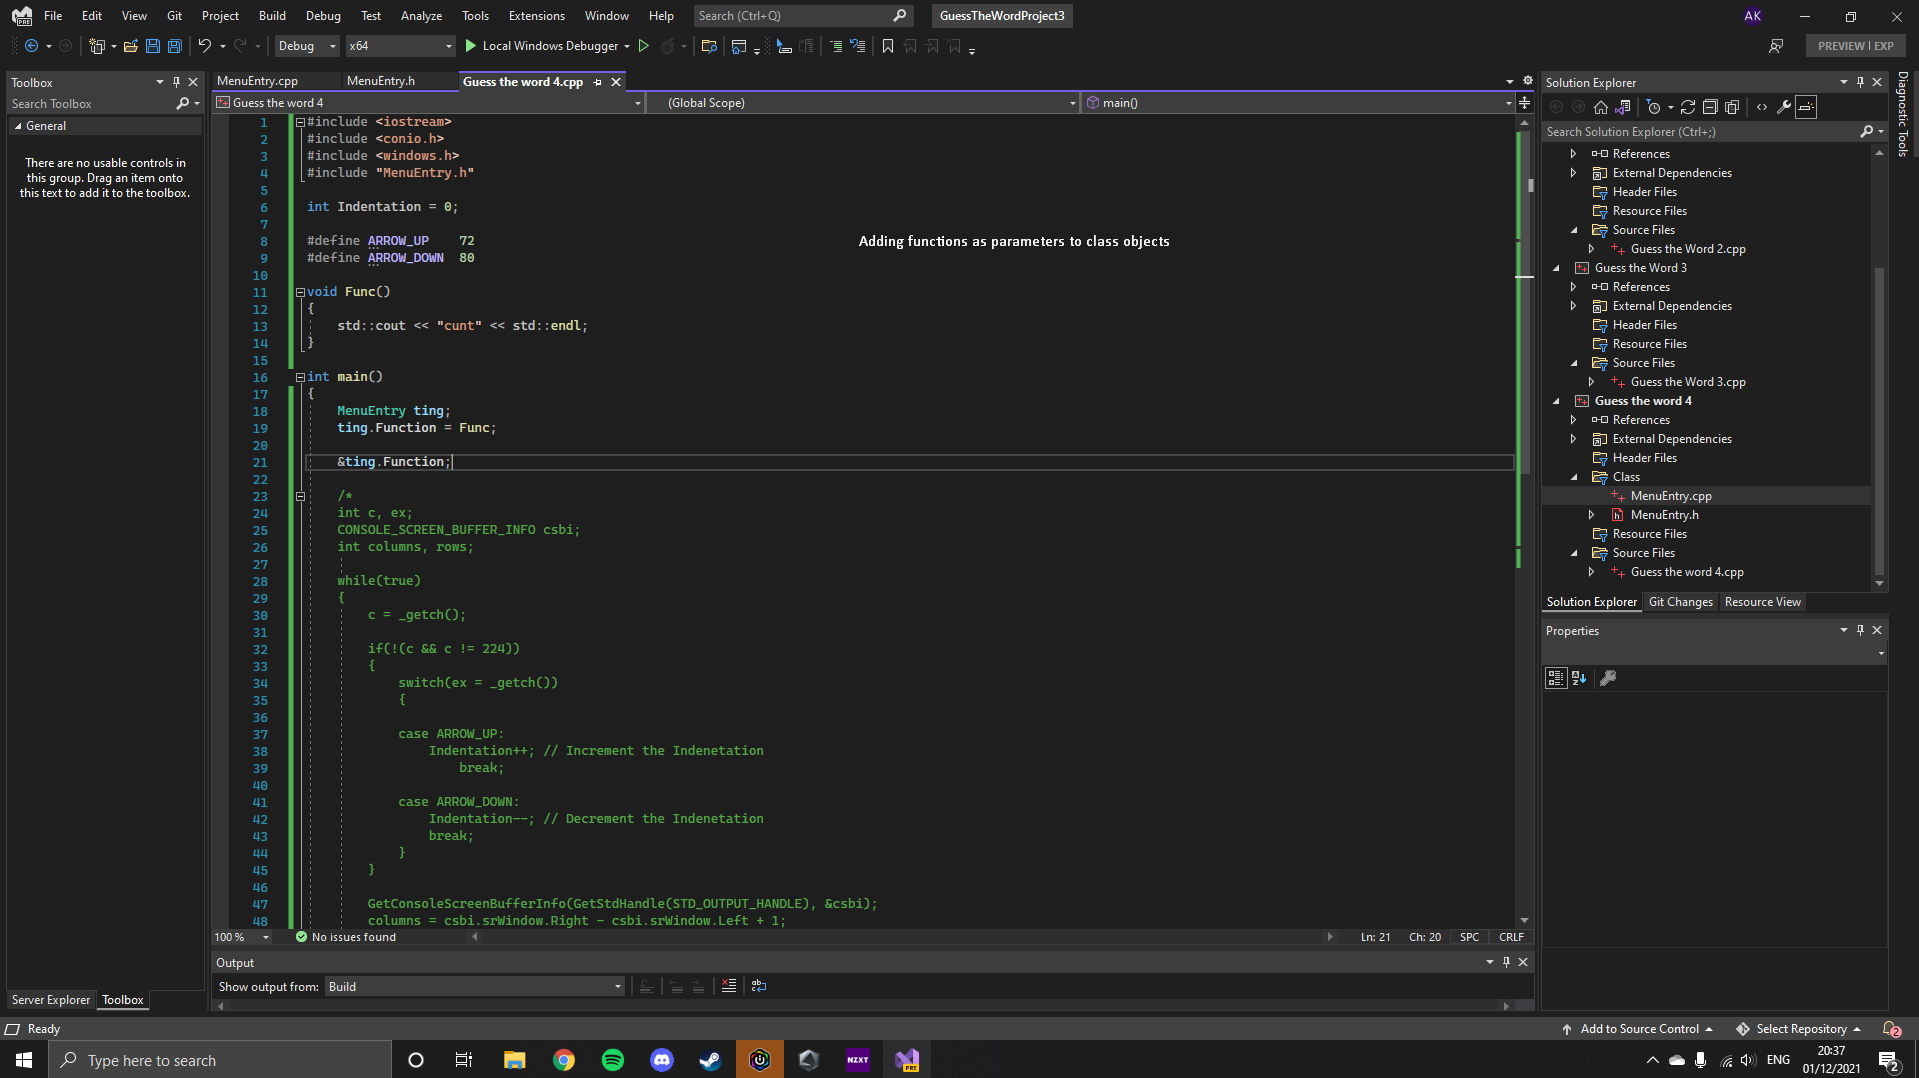 File Edit View Git Project Build Debug Test Analyze Tools Extensions Window Help Search (Ctrl+Q) GuessTheWordProject3 AK
Debug x64 Local Windows Debugger PREVIEW | EXP
Toolbox
Search Toolbox
General
There are no usable controls in
this group. Drag an item onto
this text to add it to the toolbox.
Server Explorer Toolbox
MenuEntry.cpp MenuEntry.h Guess the word 4.cpp
Guess the word 4 (Global Scope) main()
1 #include <iostream>
2 #include <conio.h>
3 #include <windows.h>
4 #include "MenuEntry.h"
5
6 int Indentation = 0;
7
8 #define ARROW_UP 72
9 #define ARROW_DOWN 80
10
11 void Func()
12 {
13 std::cout << "cunt" << std::endl;
14 }
15
16 int main()
17 {
18 MenuEntry ting;
19 ting.Function = Func;
20
21 &ting.Function;
22
23 /*
24 int c, ex;
25 CONSOLE_SCREEN_BUFFER_INFO csbi;
26 int columns, rows;
27
28 while(true)
29 {
30 c = _getch();
31
32 if(!(c && c != 224))
33 {
34 switch(ex = _getch())
35 {
36
37 case ARROW_UP:
38 Indentation++; // Increment the Indenetation
39 break;
40
41 case ARROW_DOWN:
42 Indentation--; // Decrement the Indenetation
43 break;
44 }
45 }
46
47 GetConsoleScreenBufferInfo(GetStdHandle(STD_OUTPUT_HANDLE), &csbi);
48 columns = csbi.srWindow.Right - csbi.srWindow.Left + 1;
Adding functions as parameters to class objects
100 % No issues found Ln: 21 Ch: 20 SPC CRLF
Output
Show output from: Build
Solution Explorer
Search Solution Explorer (Ctrl+;)
References
External Dependencies
Header Files
Resource Files
Source Files
Guess the Word 2.cpp
Guess the Word 3
References
External Dependencies
Header Files
Resource Files
Source Files
Guess the Word 3.cpp
Guess the word 4
References
External Dependencies
Header Files
Class
MenuEntry.cpp
MenuEntry.h
Resource Files
Source Files
Guess the word 4.cpp
Solution Explorer Git Changes Resource View
Properties
Diagnostic Tools
Ready Add to Source Control Select Repository 2
Type here to search NZXT PRE ENG 20:37
01/12/2021 2